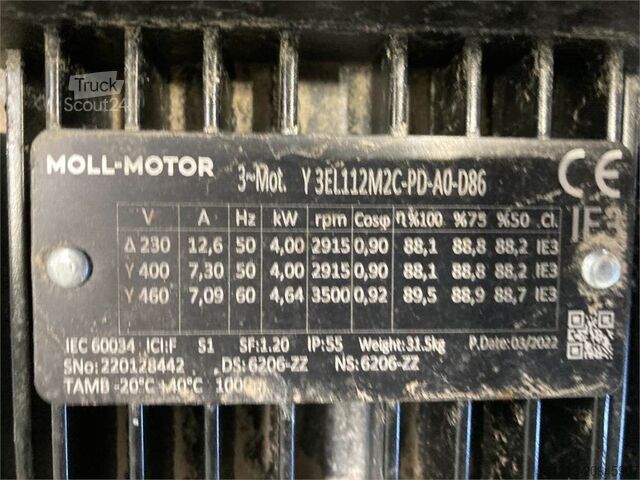 Truck
Scout24
MOLL-MOTOR 3~Mot. Y 3EL112M2C-PD-A0-D86 CE
IE3
V A Hz kW rpm Cosφ η%100 %75 %50 .Cl.
Δ 230 12,6 50 4,00 2915 0,90 88,1 88,8 88,2 IE3
Y 400 7,30 50 4,00 2915 0,90 88,1 88,8 88,2 IE3
Y 460 7,09 60 4,64 3500 0,92 89,5 88,9 88,7 IE3
IEC 60034 ICl:F S1 SF:1.20 IP:55 Weight:31.5kg P.Date:03/2022
SNo: 220128442 DS: 6206-ZZ NS: 6206-ZZ
TAMB -20°C +40°C 1000m